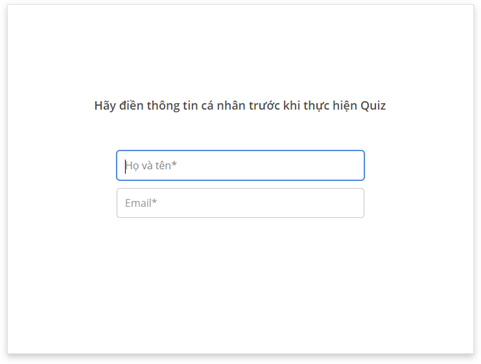 Hãy điền thông tin cá nhân trước khi thực hiện Quiz
Họ và tên*
Email*